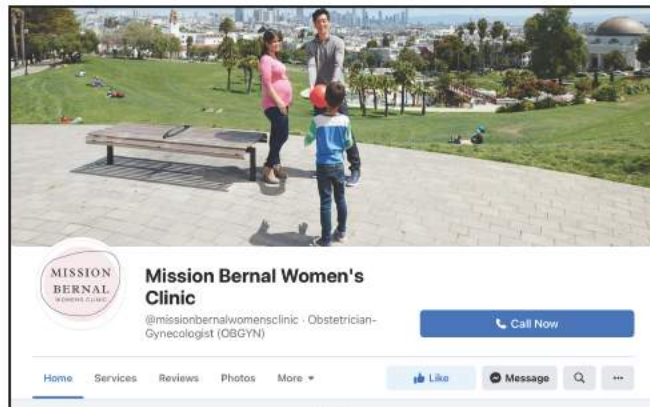 MISSION
BERNAL
WOMENS CLINIC
Mission Bernal Women's
Clinic
@missionbernalwomensclinic · Obstetrician-
Gynecologist (OBGYN)
Call Now
Home Services Reviews Photos More
Like Message